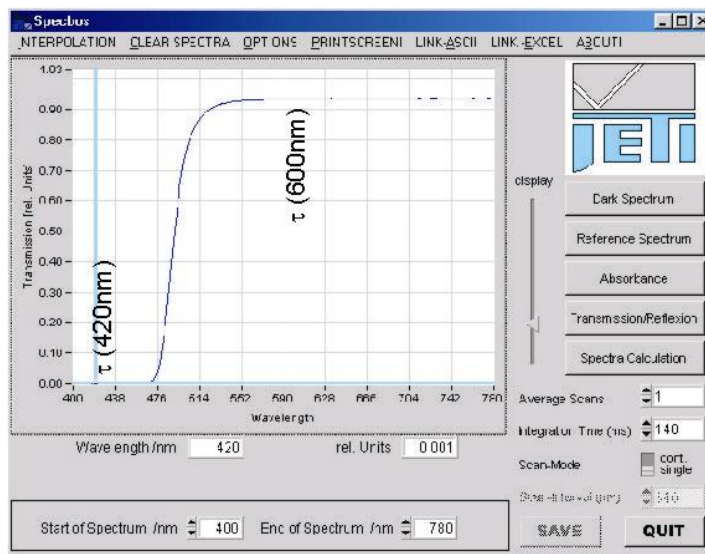 Specbos
INTERPOLATION CLEAR SPECTRA OPTIONS PRINTSCREEN! LINK-ASCII LINK-EXCEL ABOUT!
1.03
0.90
0.80
0.70
0.60
0.50
0.40
0.30
0.20
0.10
0.00
Transmission [rel. Units]
τ (420nm)
τ (600nm)
400 438 476 514 552 590 628 666 704 742 780
Wavelength
Wavelength /nm 420 rel. Units 0.001
Start of Spectrum /nm 400 End of Spectrum /nm 780
JETI
display
Dark Spectrum
Reference Spectrum
Absorbance
Transmission/Reflexion
Spectra Calculation
Average Scans 1
Integration Time (ms) 140
Scan-Mode cont.
single
SAVE QUIT